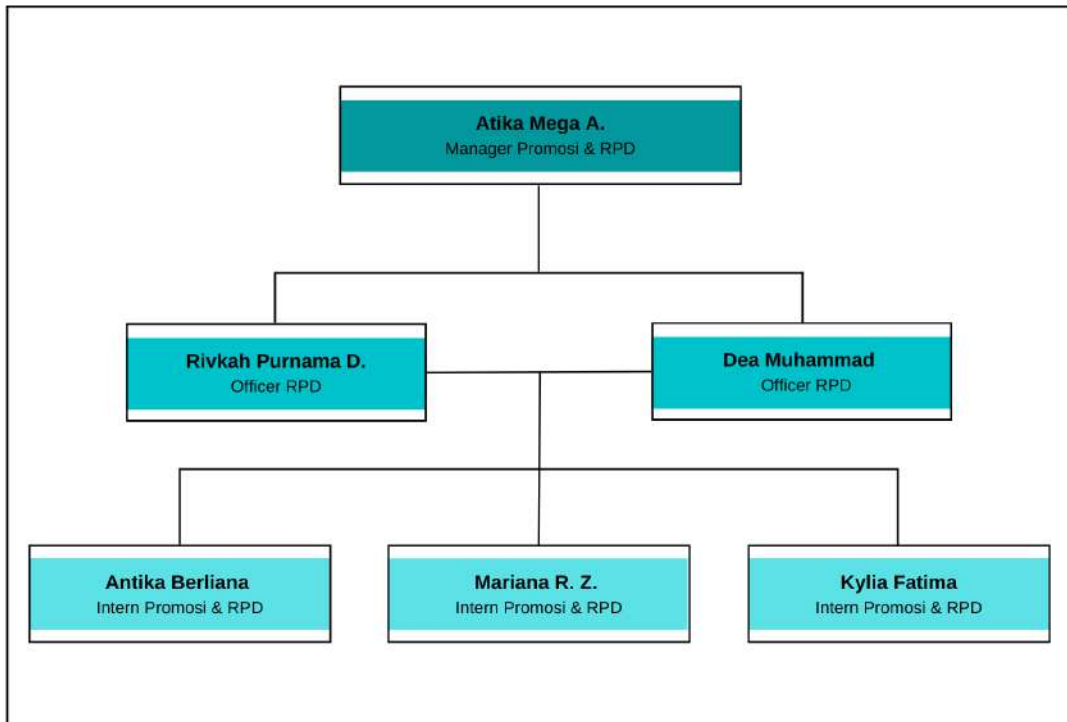 Atika Mega A.
Manager Promosi & RPD
Rivkah Purnama D.
Officer RPD
Dea Muhammad
Officer RPD
Antika Berliana
Intern Promosi & RPD
Mariana R. Z.
Intern Promosi & RPD
Kylia Fatima
Intern Promosi & RPD